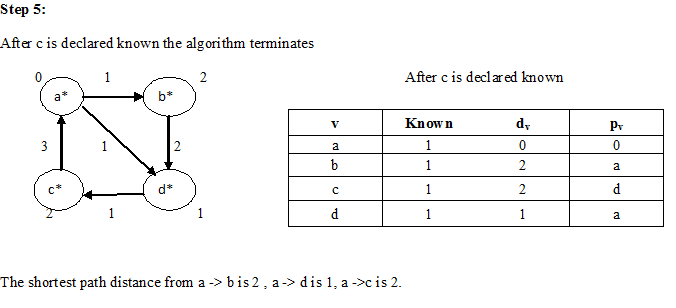 Step 5:
After c is declared known the algorithm terminates
0 1 2 After c is declared known
a* b*
v Known dv pv
3 1 2 a 1 0 0
b 1 2 a
c* d* c 1 2 d
2 1 1 d 1 1 a
The shortest path distance from a -> b is 2 , a -> d is 1, a ->c is 2.